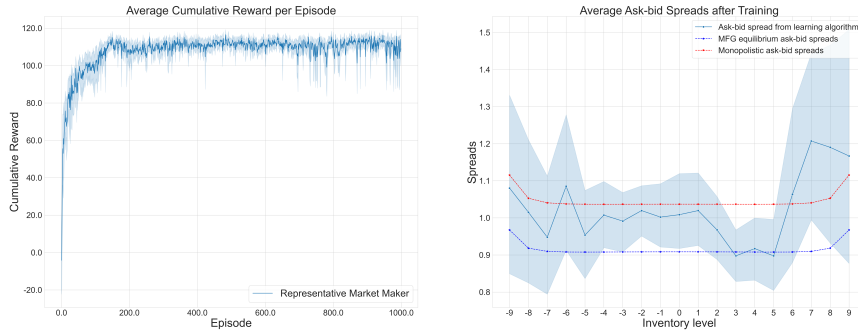 Average Cumulative Reward per Episode
120.0
100.0
80.0
60.0
40.0
20.0
0.0
-20.0
Cumulative Reward
0.0 200.0 400.0 600.0 800.0 1000.0
Episode
Representative Market Maker
Average Ask-bid Spreads after Training
Ask-bid spread from learning algorithm
MFG equilibrium ask-bid spreads
Monopolistic ask-bid spreads
1.5
1.4
1.3
1.2
1.1
1.0
0.9
0.8
Spreads
-9 -8 -7 -6 -5 -4 -3 -2 -1 0 1 2 3 4 5 6 7 8 9
Inventory level